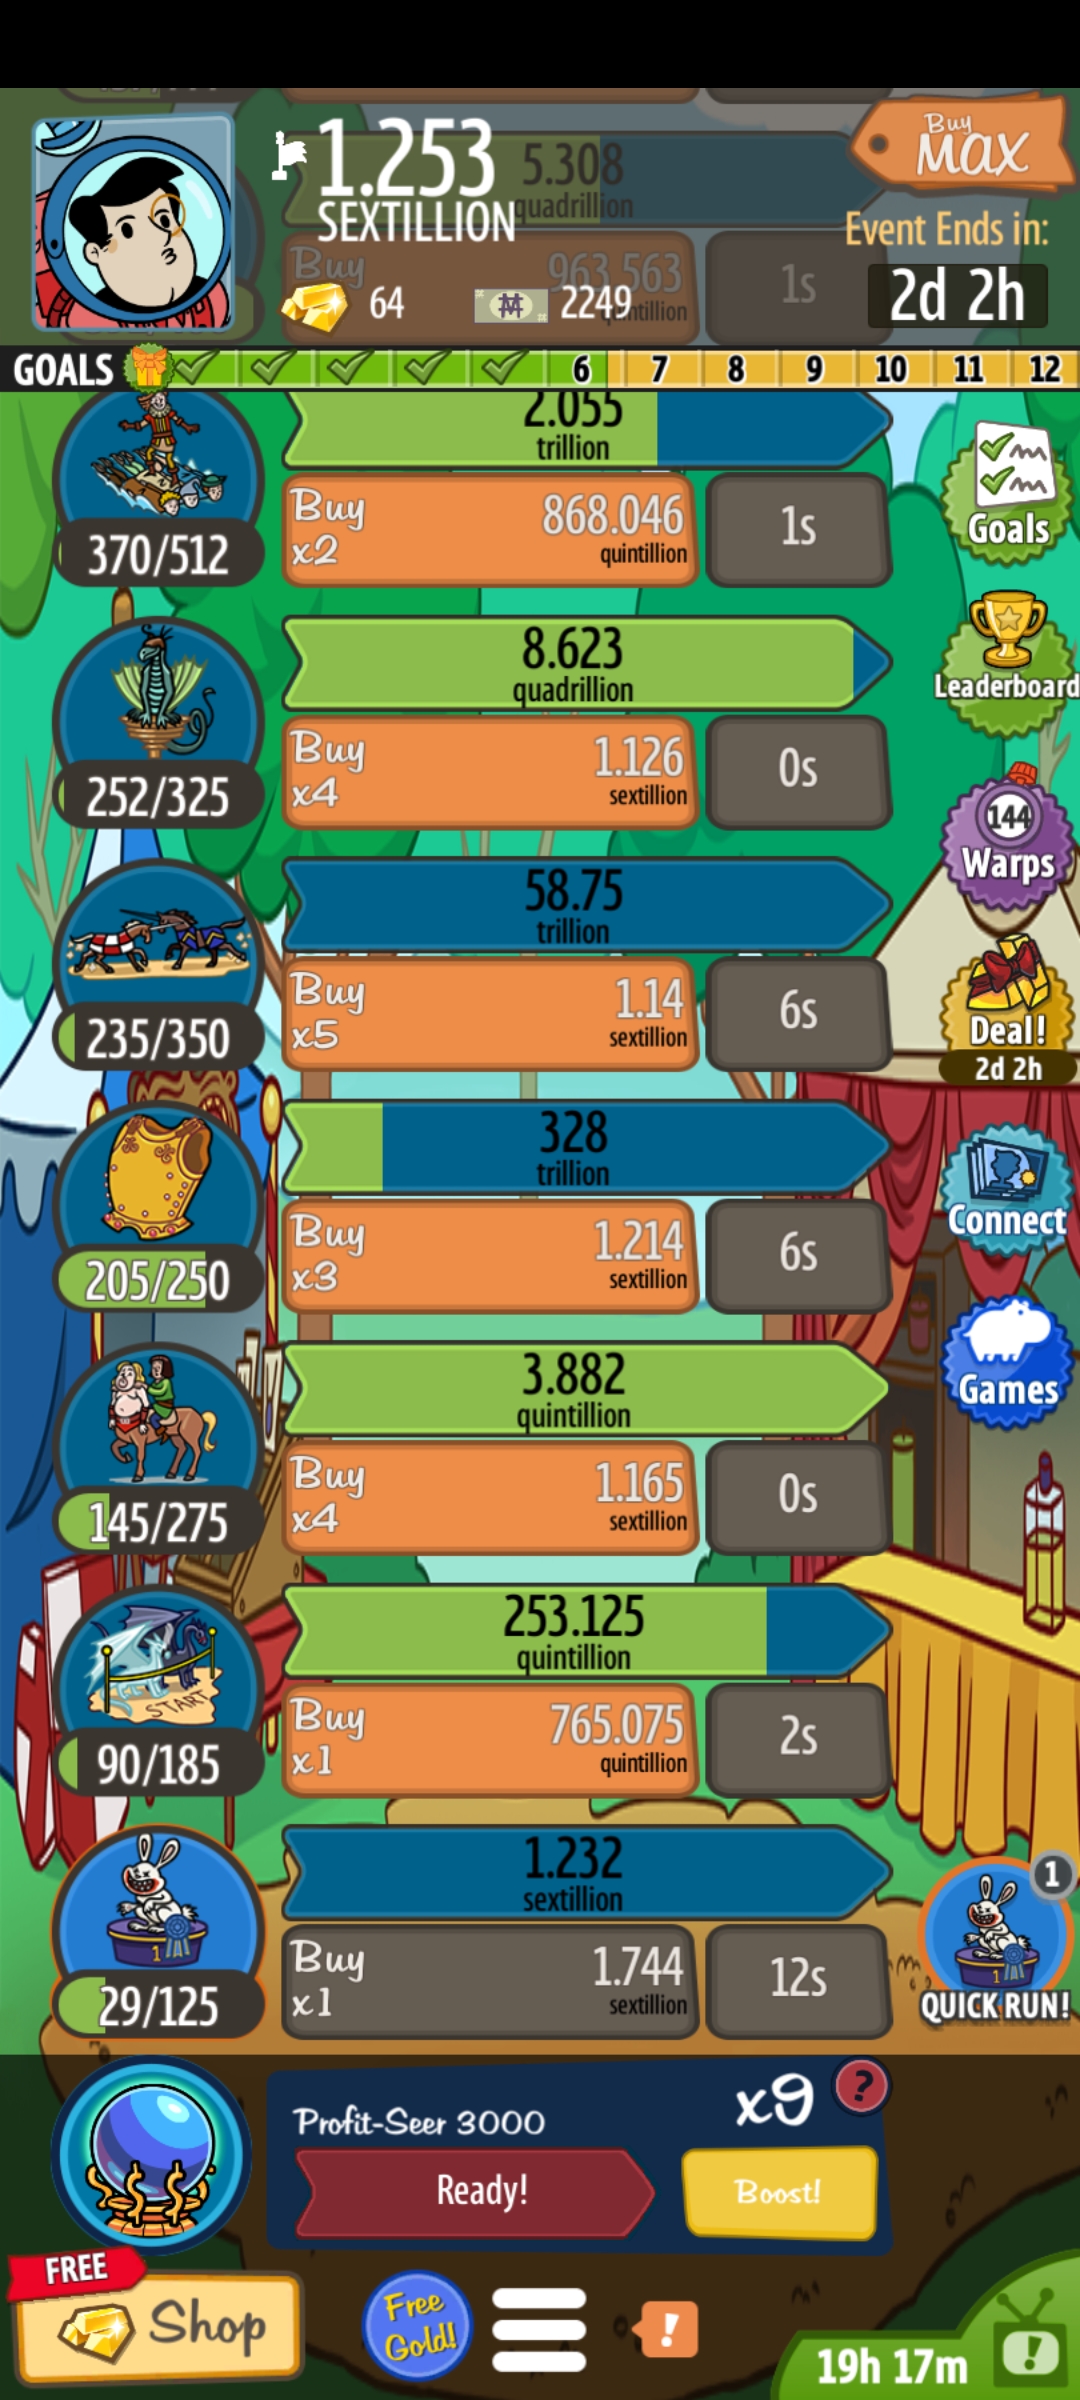 1.253
SEXTILLION
5.308
quadrillion
Buy
963.563
1s
64
2249
Buy
MAX
Event Ends in:
2d 2h
GOALS
6 7 8 9 10 11 12
2.055
trillion
370/512
Buy
x2
868.046
quintillion
1s
Goals
8.623
quadrillion
252/325
Buy
x4
1.126
sextillion
0s
Leaderboard
58.75
trillion
235/350
Buy
x5
1.14
sextillion
6s
144
Warps
Deal!
2d 2h
328
trillion
205/250
Buy
x3
1.214
sextillion
6s
Connect
3.882
quintillion
145/275
Buy
x4
1.165
sextillion
0s
Games
253.125
quintillion
START
90/185
Buy
x1
765.075
quintillion
2s
1.232
sextillion
1
29/125
Buy
x1
1.744
sextillion
12s
1
1
QUICK RUN!
Profit-Seer 3000
x9
?
Ready!
Boost!
FREE
Shop
Free
Gold!
!
19h 17m
!